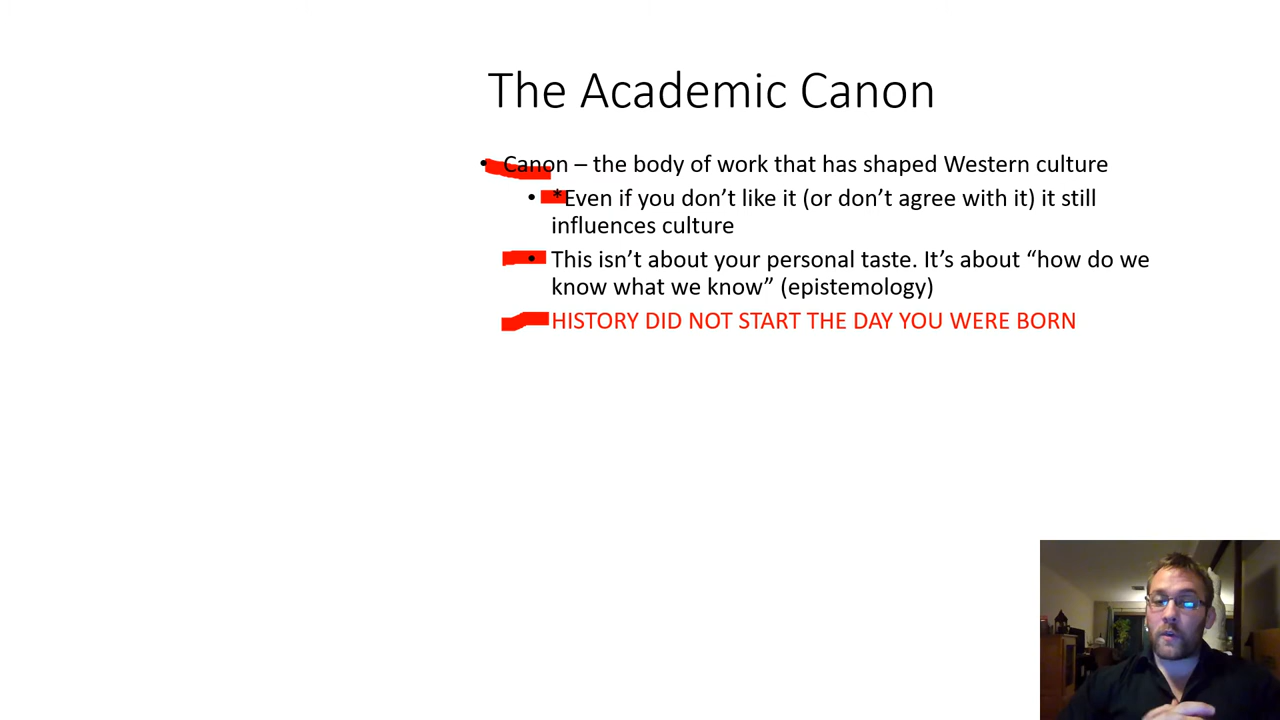 The Academic Canon
• Canon – the body of work that has shaped Western culture
• *Even if you don’t like it (or don’t agree with it) it still
influences culture
• This isn’t about your personal taste. It’s about “how do we
know what we know” (epistemology)
HISTORY DID NOT START THE DAY YOU WERE BORN